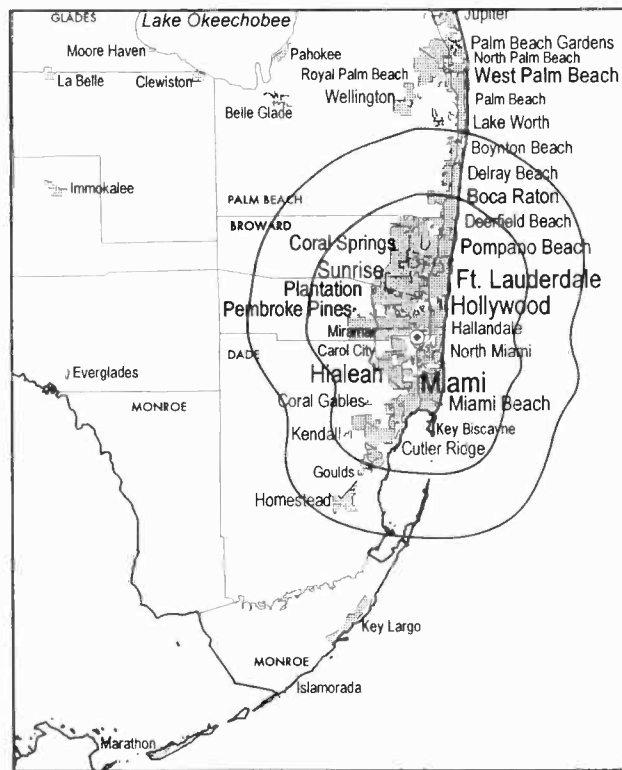 GLADES
Lake Okeechobee
Jupiter
Moore Haven
Pahokee
Palm Beach Gardens
North Palm Beach
La Belle
Clewiston
Royal Palm Beach
West Palm Beach
Wellington
Palm Beach
Belle Glade
Lake Worth
Boynton Beach
Delray Beach
Immokalee
PALM BEACH
Boca Raton
BROWARD
Deerfield Beach
Coral Springs
Pompano Beach
Sunrise
Ft. Lauderdale
Plantation
Pembroke Pines
Hollywood
Miramar
Hallandale
DADE
Carol City
North Miami
Everglades
Hialeah
Miami
MONROE
Coral Gables
Miami Beach
Kendall
Key Biscayne
Cutler Ridge
Goulds
Homestead
Key Largo
MONROE
Islamorada
Marathon